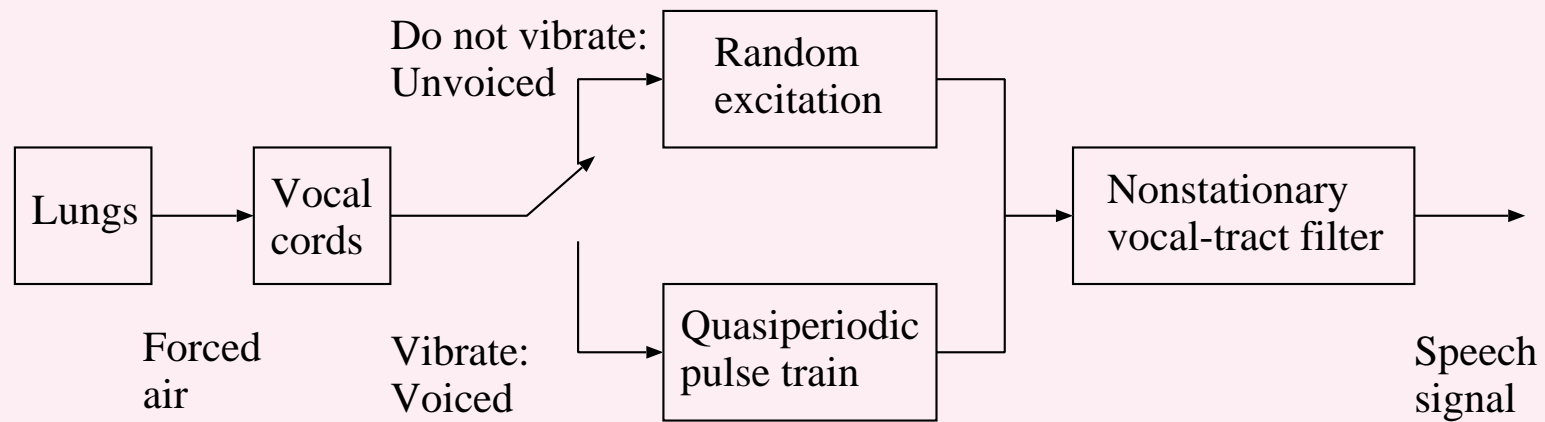 Do not vibrate:
Unvoiced
Random
excitation
Lungs
Vocal
cords
Nonstationary
vocal-tract filter
Forced
air
Vibrate:
Voiced
Quasiperiodic
pulse train
Speech
signal